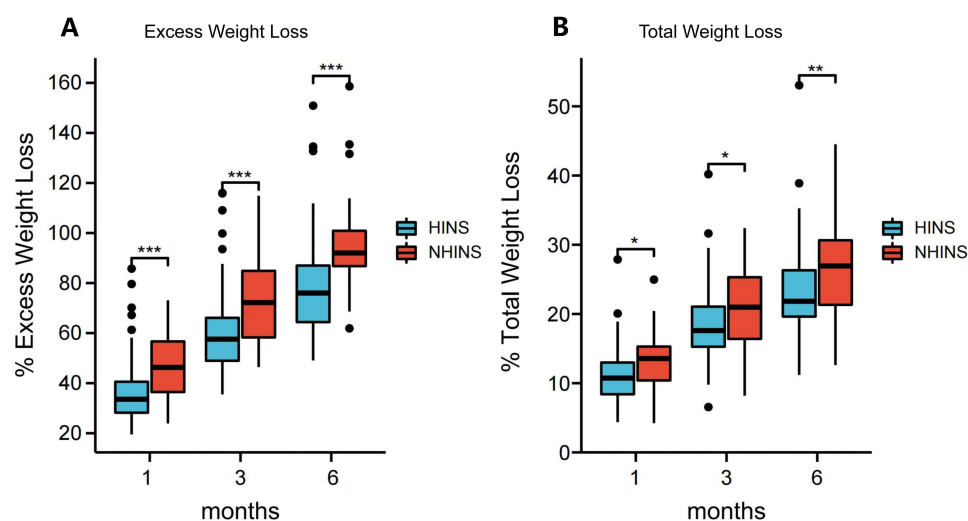 A
Excess Weight Loss
% Excess Weight Loss
160
140
120
100
80
60
40
20
***
***
***
1
3
6
months
HINS
NHINS
B
Total Weight Loss
% Total Weight Loss
50
40
30
20
10
0
*
*
**
1
3
6
months
HINS
NHINS